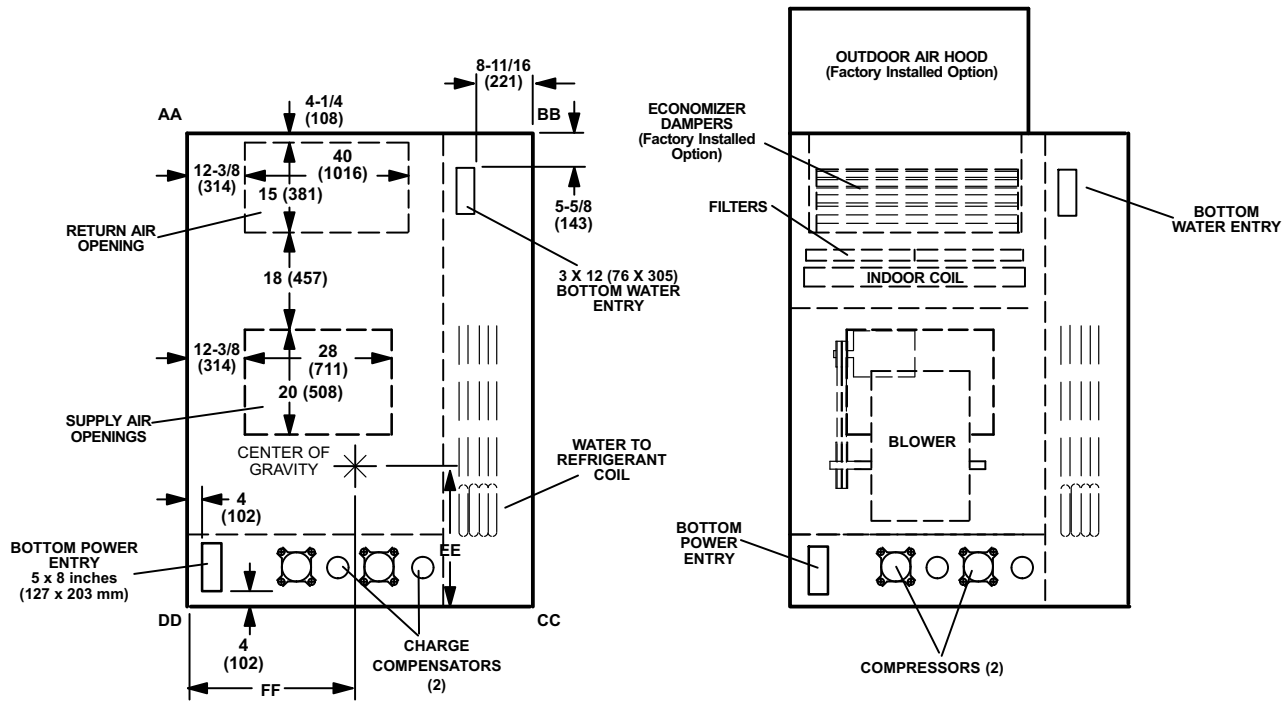 8-11/16
(221)
AA
4-1/4
(108)
BB
12-3/8
(314)
40
(1016)
15 (381)
5-5/8
(143)
RETURN AIR
OPENING
18 (457)
3 X 12 (76 X 305)
BOTTOM WATER
ENTRY
12-3/8
(314)
28
(711)
20 (508)
SUPPLY AIR
OPENINGS
CENTER OF
GRAVITY
WATER TO
REFRIGERANT
COIL
4
(102)
BOTTOM POWER
ENTRY
5 x 8 inches
(127 x 203 mm)
EE
DD
CC
4
(102)
CHARGE
COMPENSATORS
(2)
FF
OUTDOOR AIR HOOD
(Factory Installed Option)
ECONOMIZER
DAMPERS
(Factory Installed
Option)
FILTERS
BOTTOM
WATER ENTRY
INDOOR COIL
BLOWER
BOTTOM
POWER
ENTRY
COMPRESSORS (2)